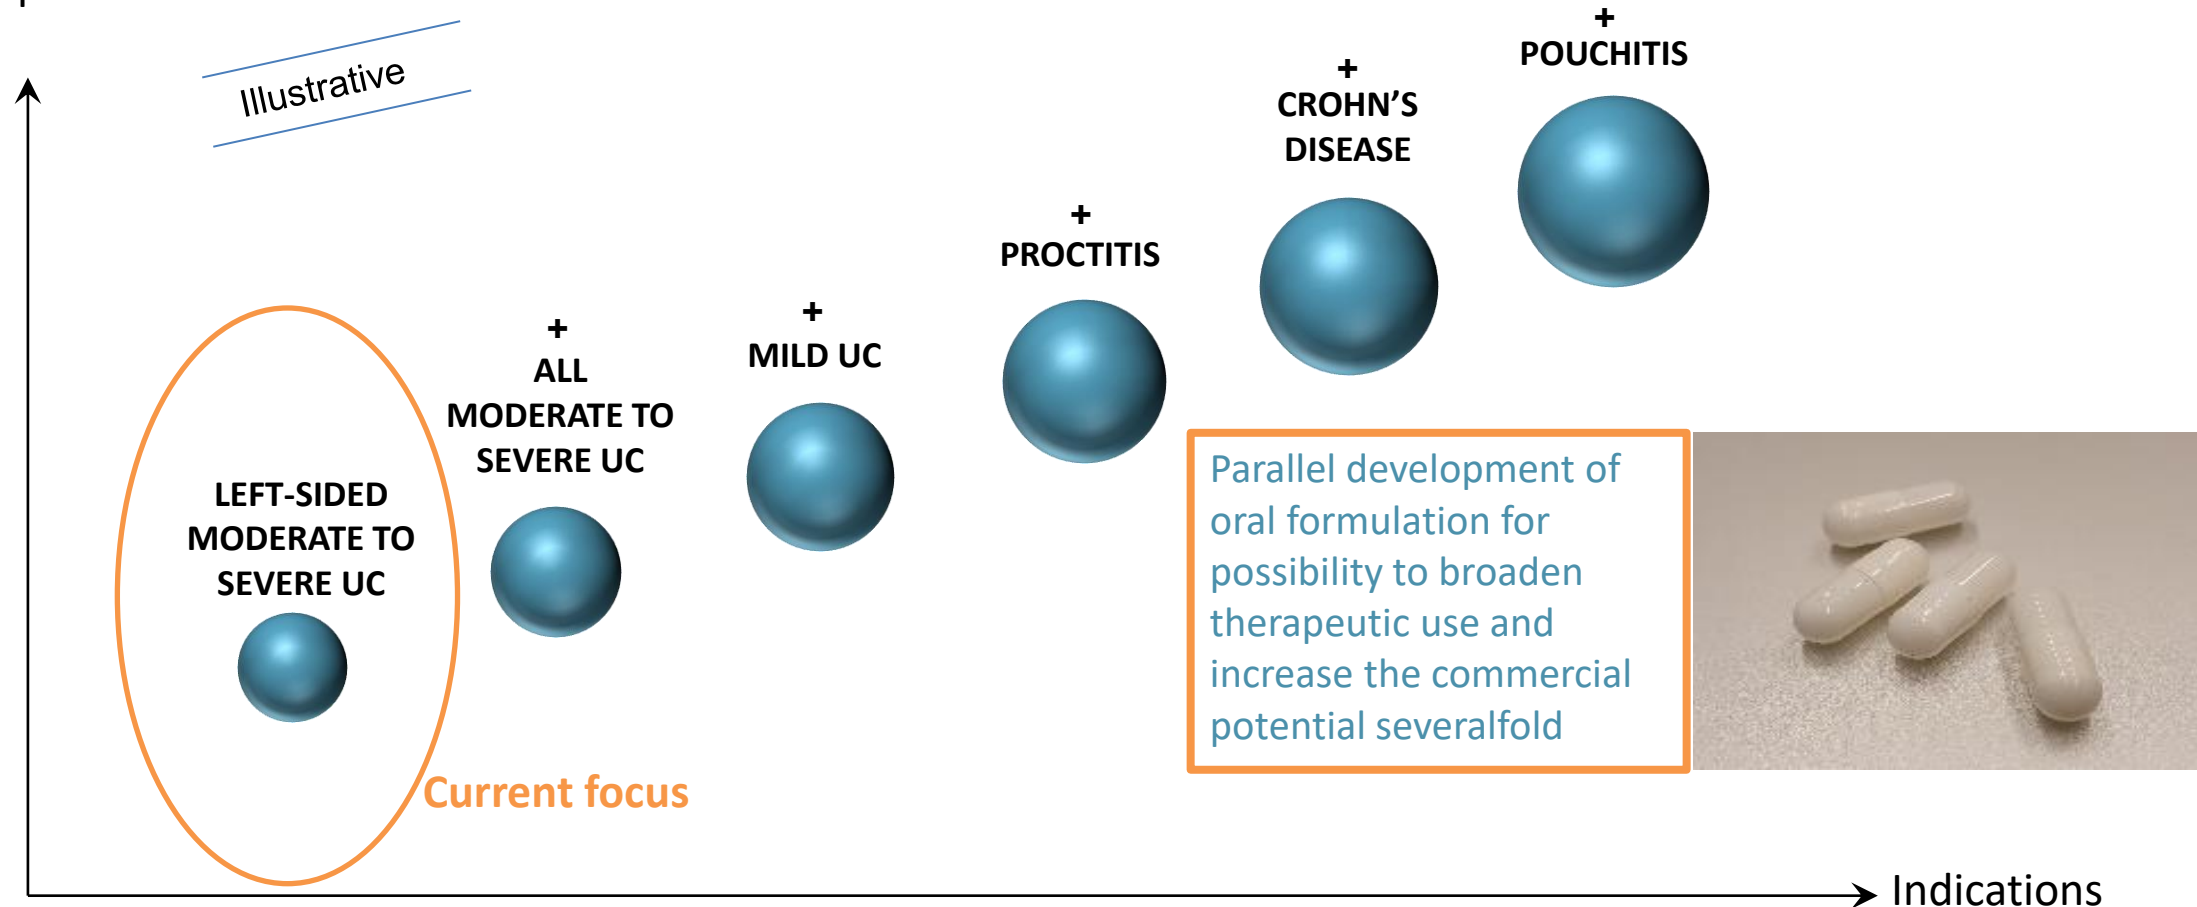 Illustrative
+
POUCHITIS
+
CROHN'S
DISEASE
+
PROCTITIS
+
MILD UC
+
ALL
MODERATE TO
SEVERE UC
LEFT-SIDED
MODERATE TO
SEVERE UC
Current focus
Parallel development of
oral formulation for
possibility to broaden
therapeutic use and
increase the commercial
potential severalfold
Indications